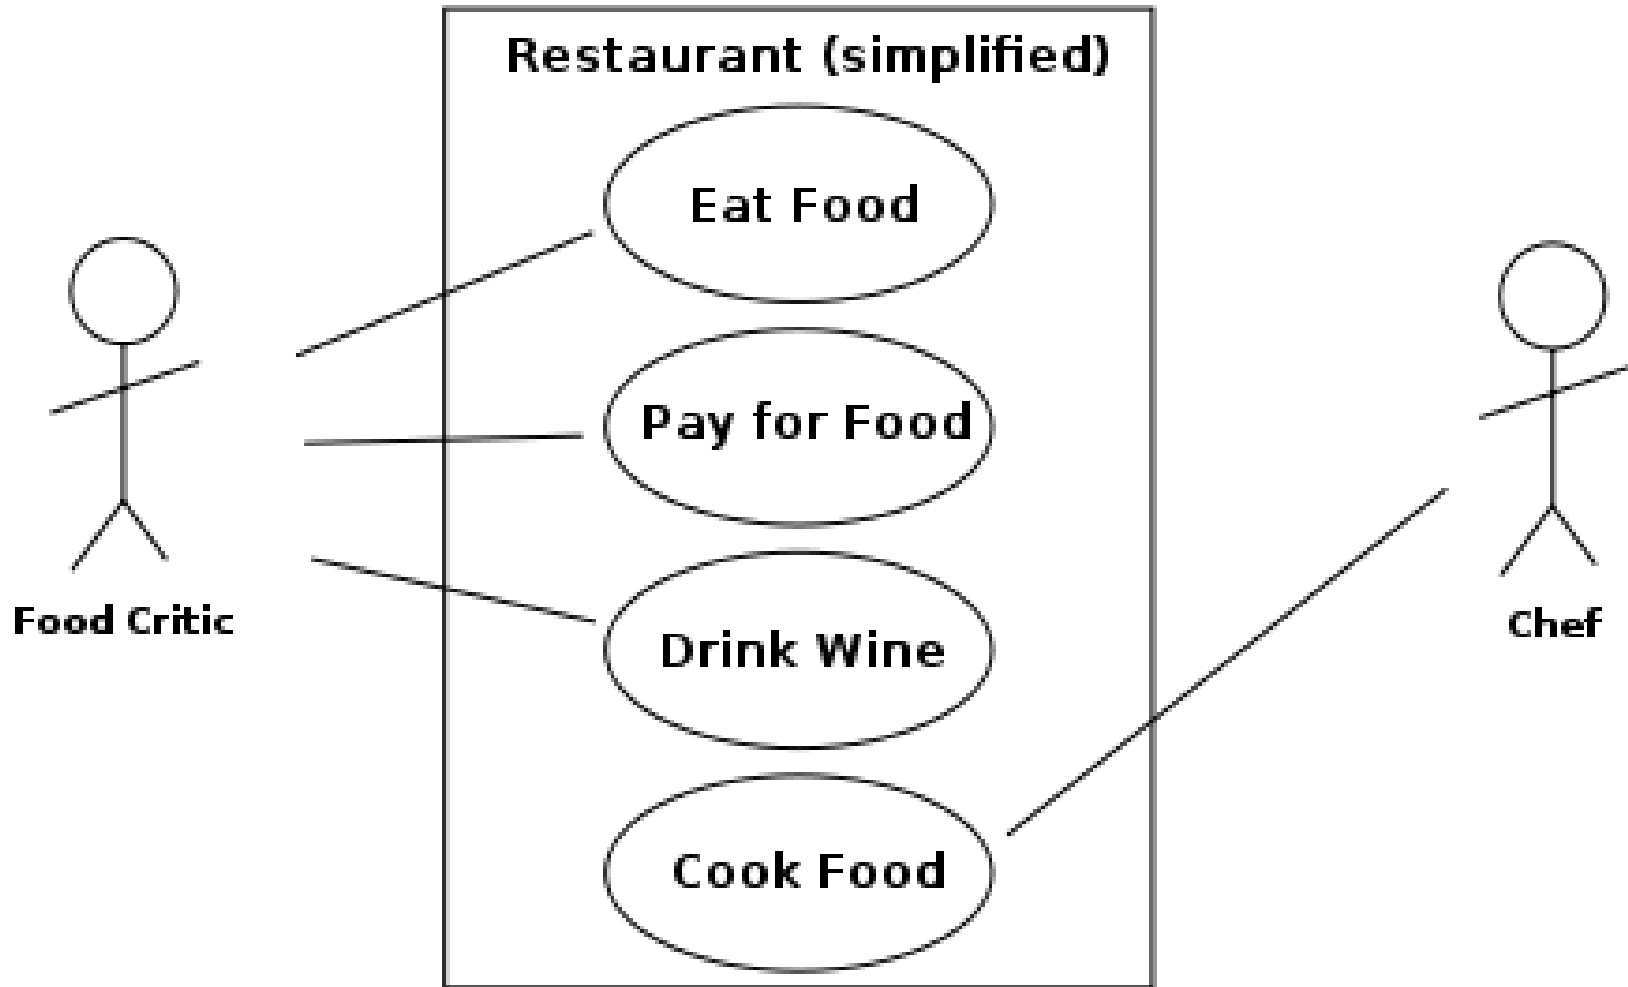 Restaurant (simplified)
Eat Food
Pay for Food
Drink Wine
Cook Food
Food Critic
Chef